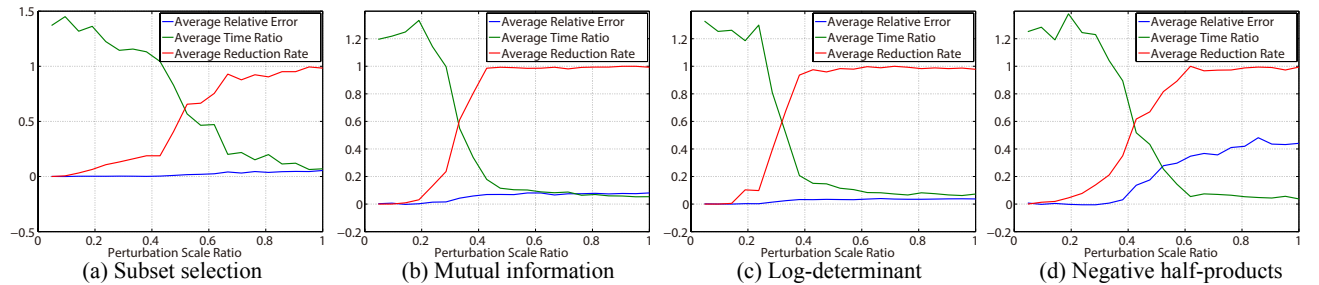 Average Relative Error
Average Time Ratio
Average Reduction Rate
1.5
1
0.5
0
−0.5
0 0.2 0.4 0.6 0.8 1
Perturbation Scale Ratio
(a) Subset selection
Average Relative Error
Average Time Ratio
Average Reduction Rate
1.2
1
0.8
0.6
0.4
0.2
0
−0.2
0 0.2 0.4 0.6 0.8 1
Perturbation Scale Ratio
(b) Mutual information
Average Relative Error
Average Time Ratio
Average Reduction Rate
1.2
1
0.8
0.6
0.4
0.2
0
−0.2
0 0.2 0.4 0.6 0.8 1
Perturbation Scale Ratio
(c) Log-determinant
Average Relative Error
Average Time Ratio
Average Reduction Rate
1.2
1
0.8
0.6
0.4
0.2
0
−0.2
0 0.2 0.4 0.6 0.8 1
Perturbation Scale Ratio
(d) Negative half-products